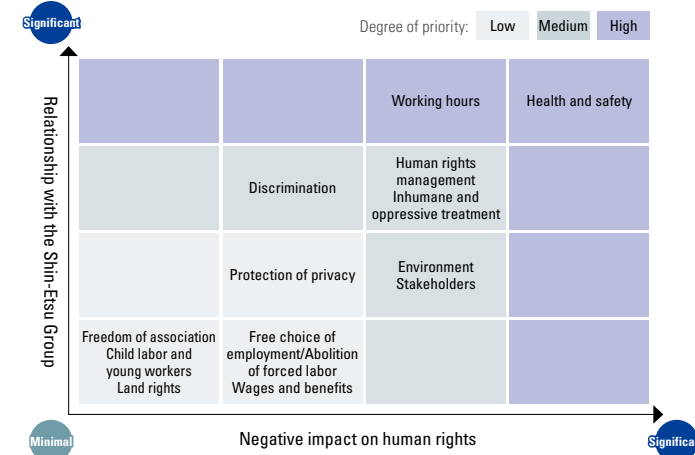 Significant
Degree of priority: Low Medium High
Relationship with the Shin-Etsu Group
Working hours
Health and safety
Discrimination
Human rights
management
Inhumane and
oppressive treatment
Protection of privacy
Environment
Stakeholders
Freedom of association
Child labor and
young workers
Land rights
Free choice of
employment/Abolition
of forced labor
Wages and benefits
Minimal
Negative impact on human rights
Significa